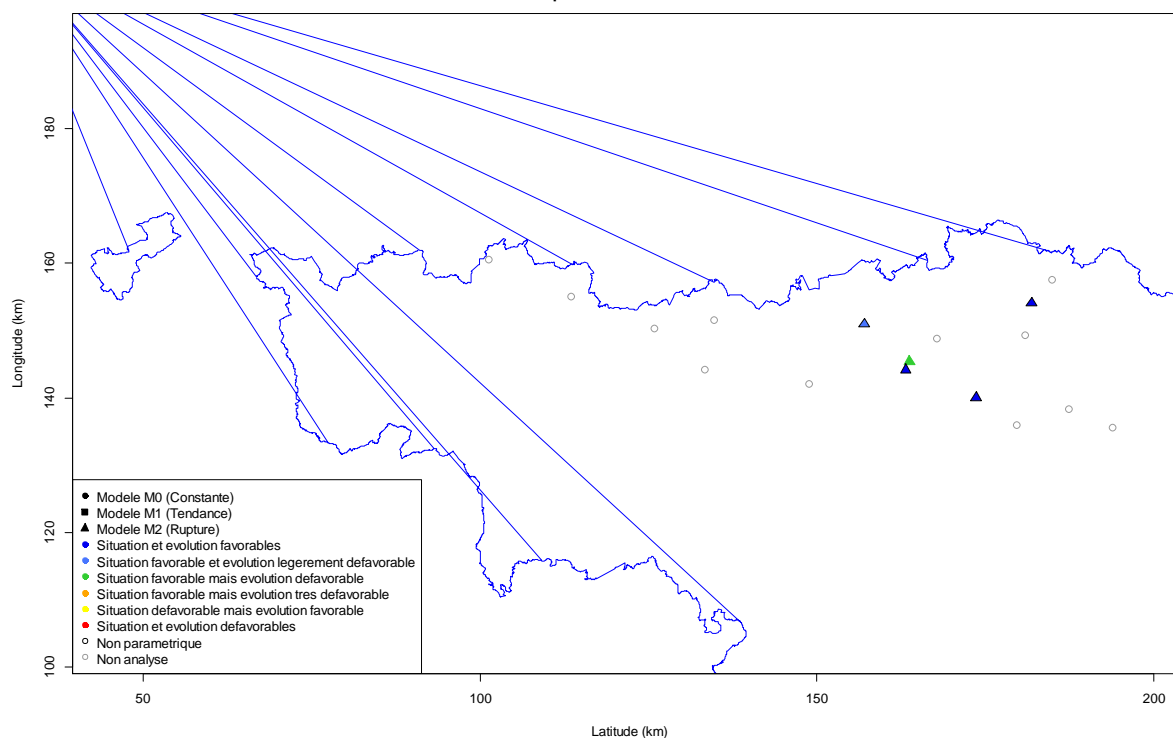 180
160
140
120
100
Longitude (km)
Modele M0 (Constante)
Modele M1 (Tendance)
Modele M2 (Rupture)
Situation et evolution favorables
Situation favorable et evolution legerement defavorable
Situation favorable mais evolution defavorable
Situation favorable mais evolution tres defavorable
Situation defavorable mais evolution favorable
Situation et evolution defavorables
Non parametrique
Non analyse
50
100
150
200
Latitude (km)